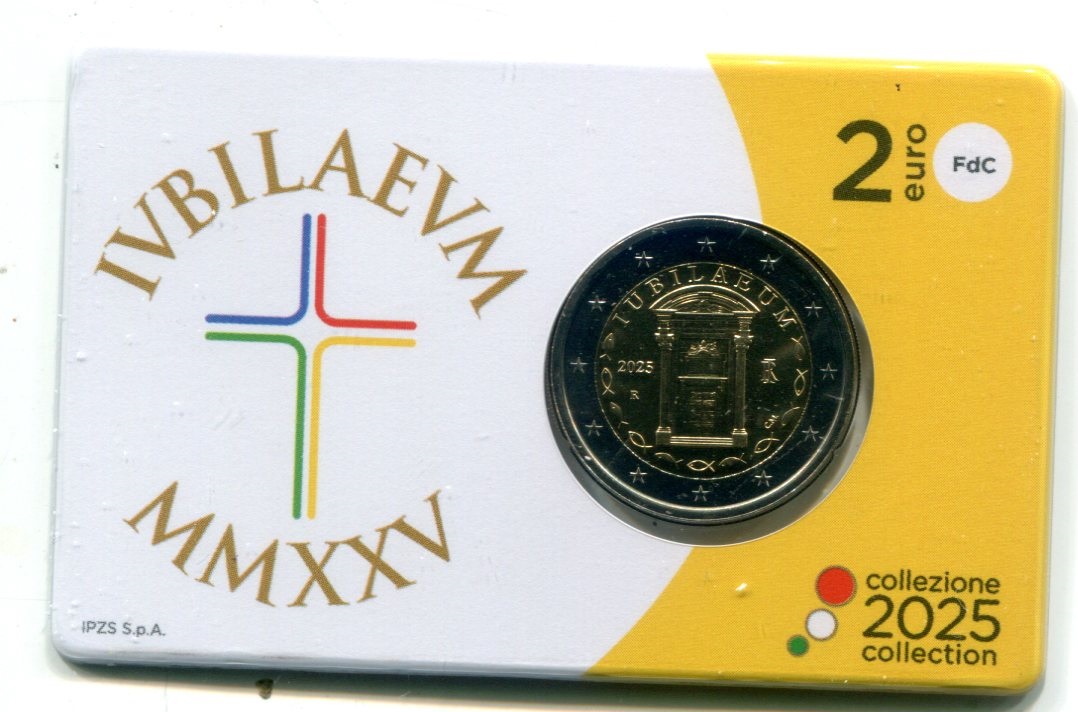 IVBILAEVM
MMXXV
IPZS S.p.A.
2 euro
FdC
IUBILAEUM
2025
R
collezione
2025
collection